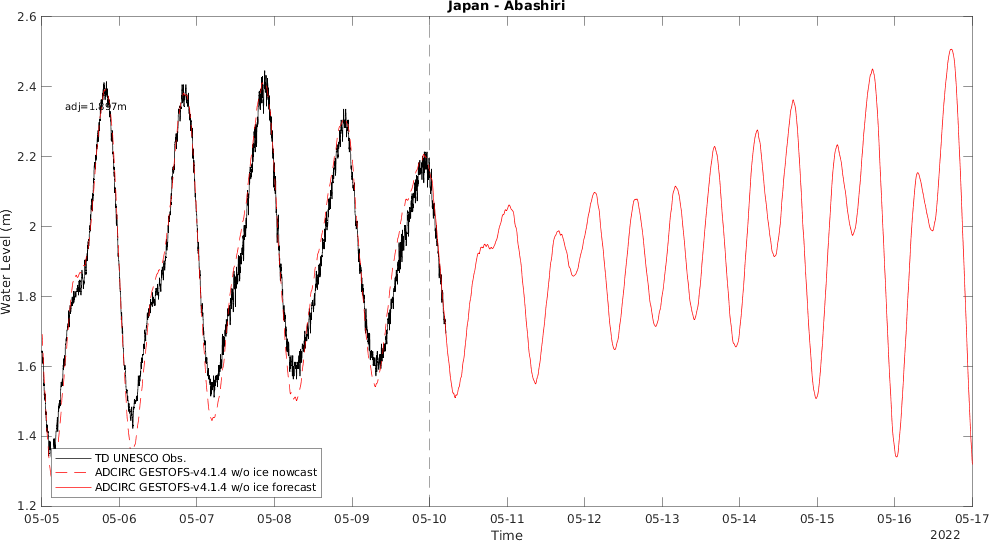 Japan - Abashiri
2.6
2.4
2.2
2
1.8
1.6
1.4
1.2
Water Level (m)
adj=1.897m
TD UNESCO Obs.
ADCIRC GESTOFS-v4.1.4 w/o ice nowcast
ADCIRC GESTOFS-v4.1.4 w/o ice forecast
05-05 05-06 05-07 05-08 05-09 05-10 05-11 05-12 05-13 05-14 05-15 05-16 05-17
Time
2022